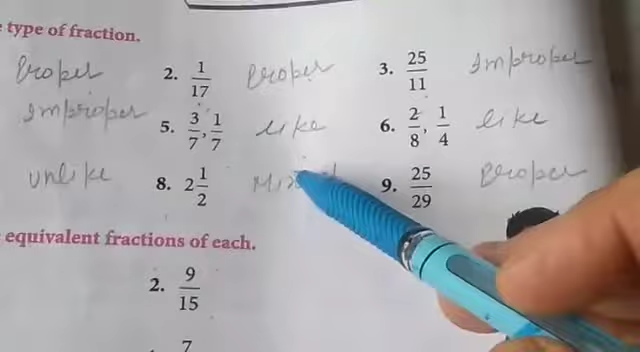 type of fraction.
Proper 2. 1/17 Proper 3. 25/11 Improper
Improper 5. 3/7, 1/7 like 6. 2/8, 1/4 like
unlike 8. 2 1/2 9. 25/29 Proper
equivalent fractions of each.
2. 9/15
7